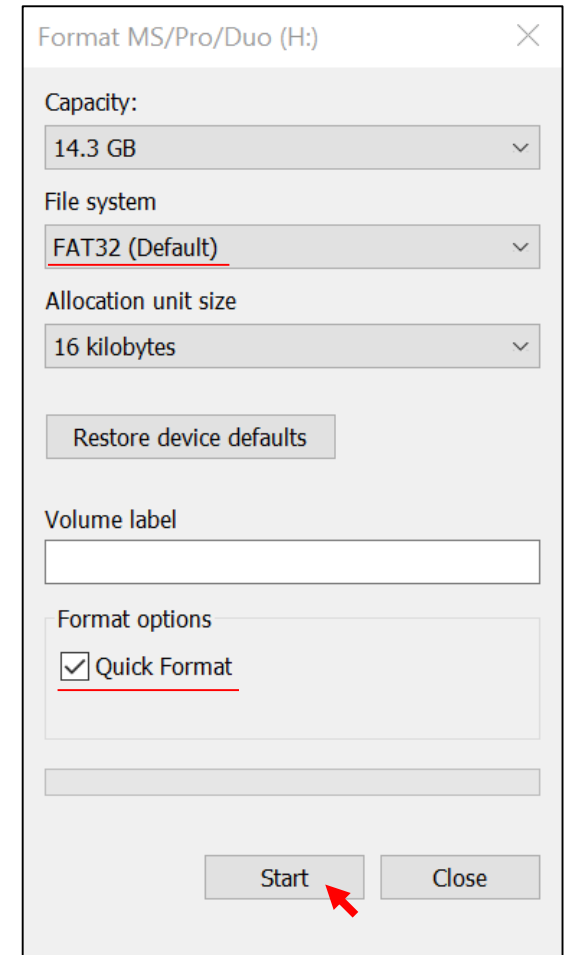 Format MS/Pro/Duo (H:)
Capacity:
14.3 GB
File system
FAT32 (Default)
Allocation unit size
16 kilobytes
Restore device defaults
Volume label
Format options
Quick Format
Start Close